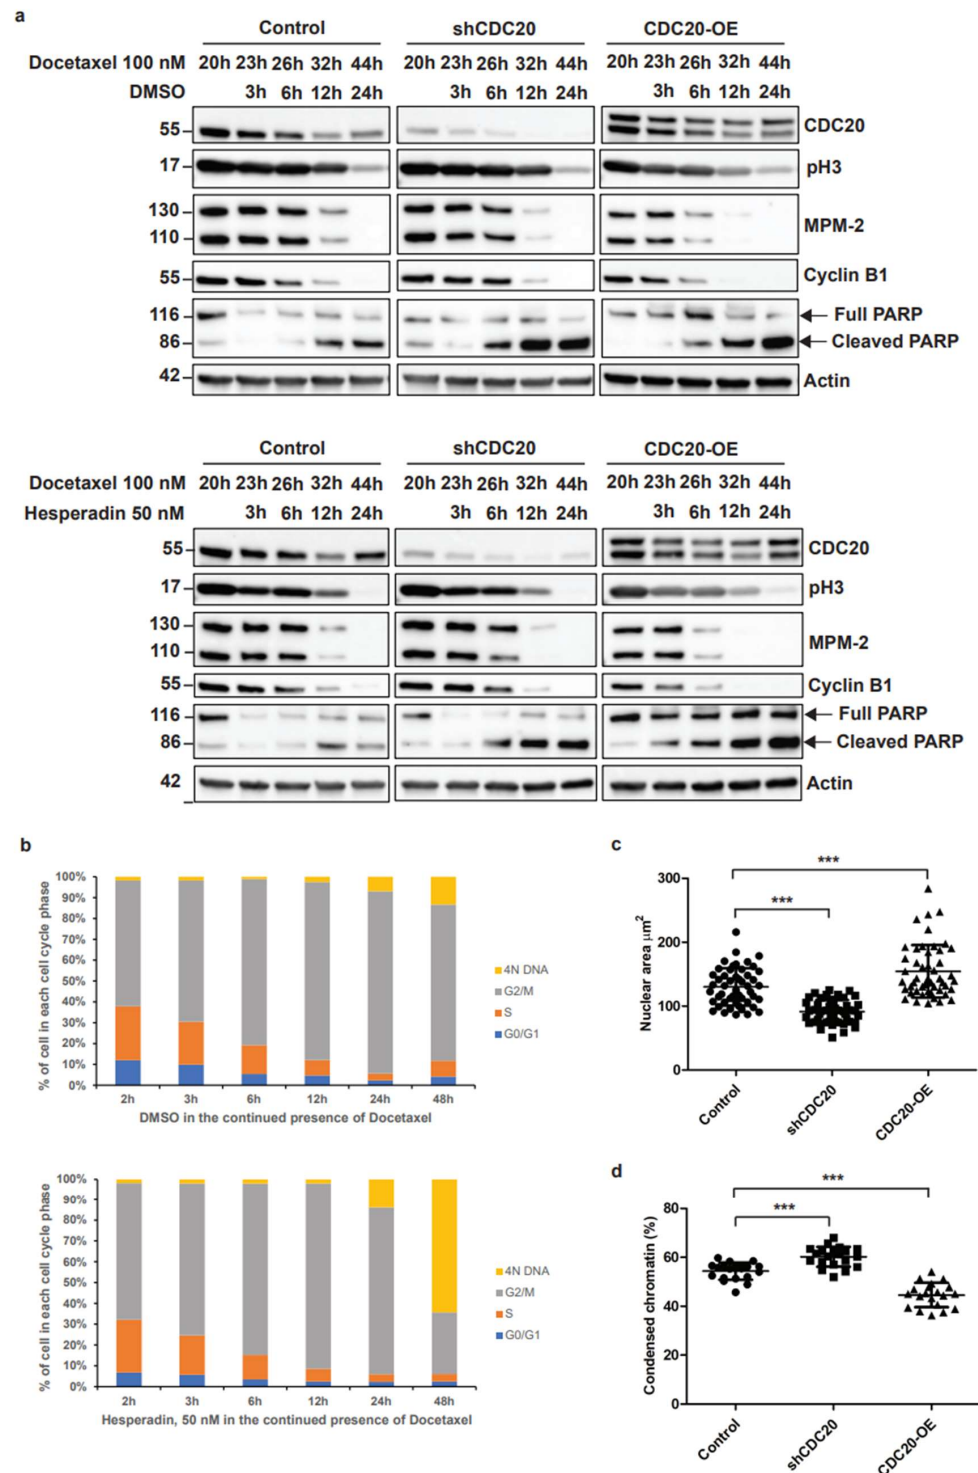 a
Control shCDC20 CDC20-OE
Docetaxel 100 nM 20h 23h 26h 32h 44h 20h 23h 26h 32h 44h 20h 23h 26h 32h 44h
DMSO 3h 6h 12h 24h 3h 6h 12h 24h 3h 6h 12h 24h
55 CDC20
17 pH3
130
MPM-2
110
55 Cyclin B1
116 Full PARP
86 Cleaved PARP
42 Actin
Control shCDC20 CDC20-OE
Docetaxel 100 nM 20h 23h 26h 32h 44h 20h 23h 26h 32h 44h 20h 23h 26h 32h 44h
Hesperadin 50 nM 3h 6h 12h 24h 3h 6h 12h 24h 3h 6h 12h 24h
55 CDC20
17 pH3
130
MPM-2
110
55 Cyclin B1
116 Full PARP
86 Cleaved PARP
42 Actin
b
% of cell in each cell cycle phase
100%
90%
80%
70%
60%
50%
40%
30%
20%
10%
0%
4N DNA
G2/M
S
G0/G1
2h 3h 6h 12h 24h 48h
DMSO in the continued presence of Docetaxel
% of cell in each cell cycle phase
100%
90%
80%
70%
60%
50%
40%
30%
20%
10%
0%
4N DNA
G2/M
S
G0/G1
2h 3h 6h 12h 24h 48h
Hesperadin, 50 nM in the continued presence of Docetaxel
c
***
***
Nuclear area µm2
300
200
100
0
Control shCDC20 CDC20-OE
d
***
***
Condensed chromatin (%)
80
60
40
20
0
Control shCDC20 CDC20-OE